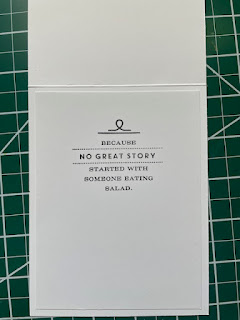 BECAUSE
NO GREAT STORY
STARTED WITH
SOMEONE EATING
SALAD.